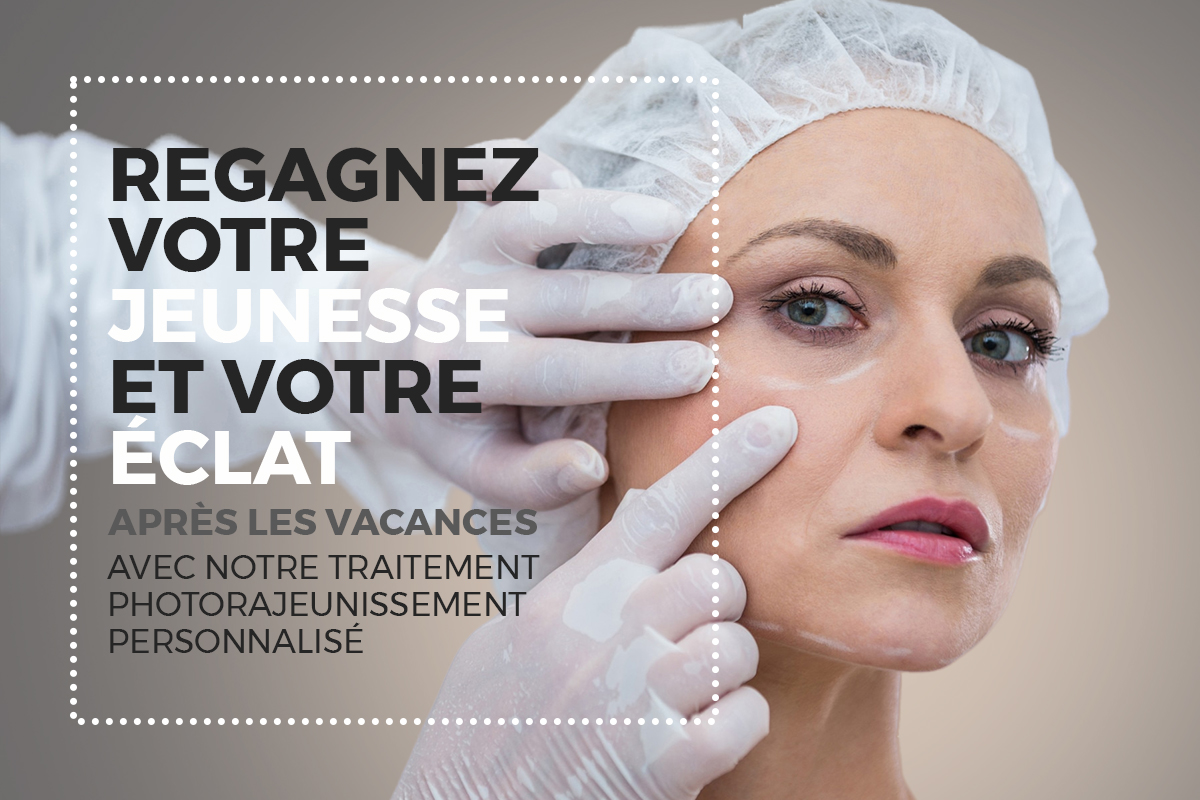 REGAGNEZ
VOTRE
JEUNESSE
ET VOTRE
ÉCLAT
APRÈS LES VACANCES
AVEC NOTRE TRAITEMENT
PHOTORAJEUNISSEMENT
PERSONNALISÉ